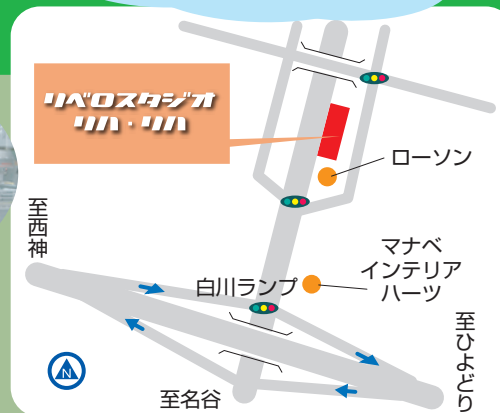 リベロスタジオ
リハ・リハ
ローソン
至西神
マナベ
インテリア
ハーツ
白川ランプ
至ひよどり
至名谷
N